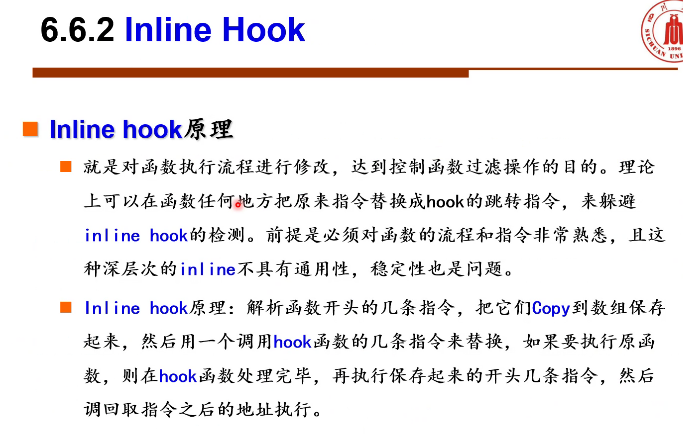 6.6.2 Inline Hook
Inline hook原理
就是对函数执行流程进行修改，达到控制函数过滤操作的目的。理论
上可以在函数任何地方把原来指令替换成hook的跳转指令，来躲避
inline hook的检测。前提是必须对函数的流程和指令非常熟悉，且这
种深层次的inline不具有通用性，稳定性也是问题。
Inline hook原理：解析函数开头的几条指令，把它们Copy到数组保存
起来，然后用一个调用hook函数的几条指令来替换，如果要执行原函
数，则在hook函数处理完毕，再执行保存起来的开头几条指令，然后
调回取指令之后的地址执行。